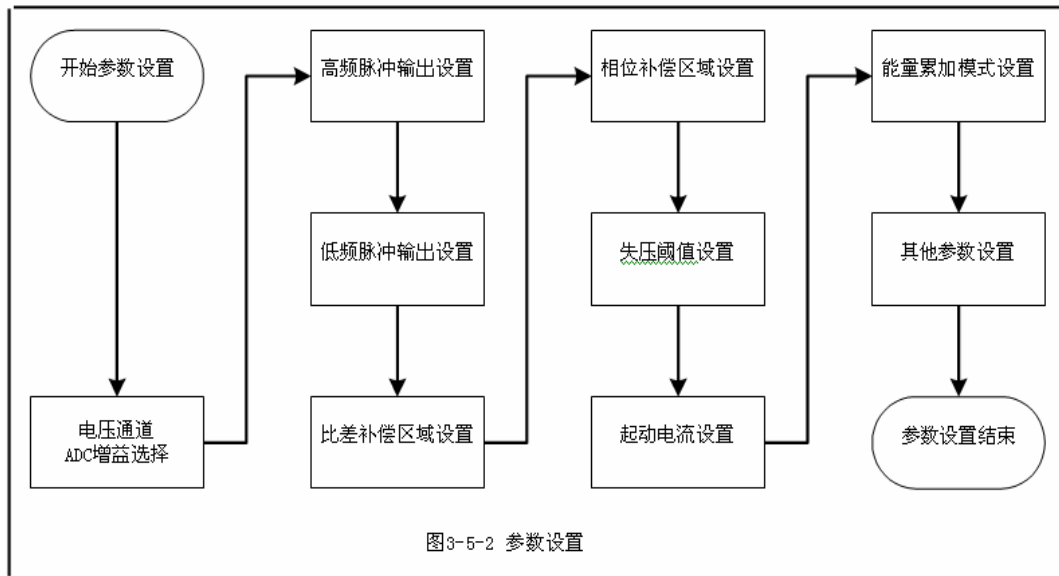 开始参数设置
电压通道
ADC增益选择
高频脉冲输出设置
低频脉冲输出设置
比差补偿区域设置
相位补偿区域设置
失压阈值设置
起动电流设置
能量累加模式设置
其他参数设置
参数设置结束
图3-5-2 参数设置